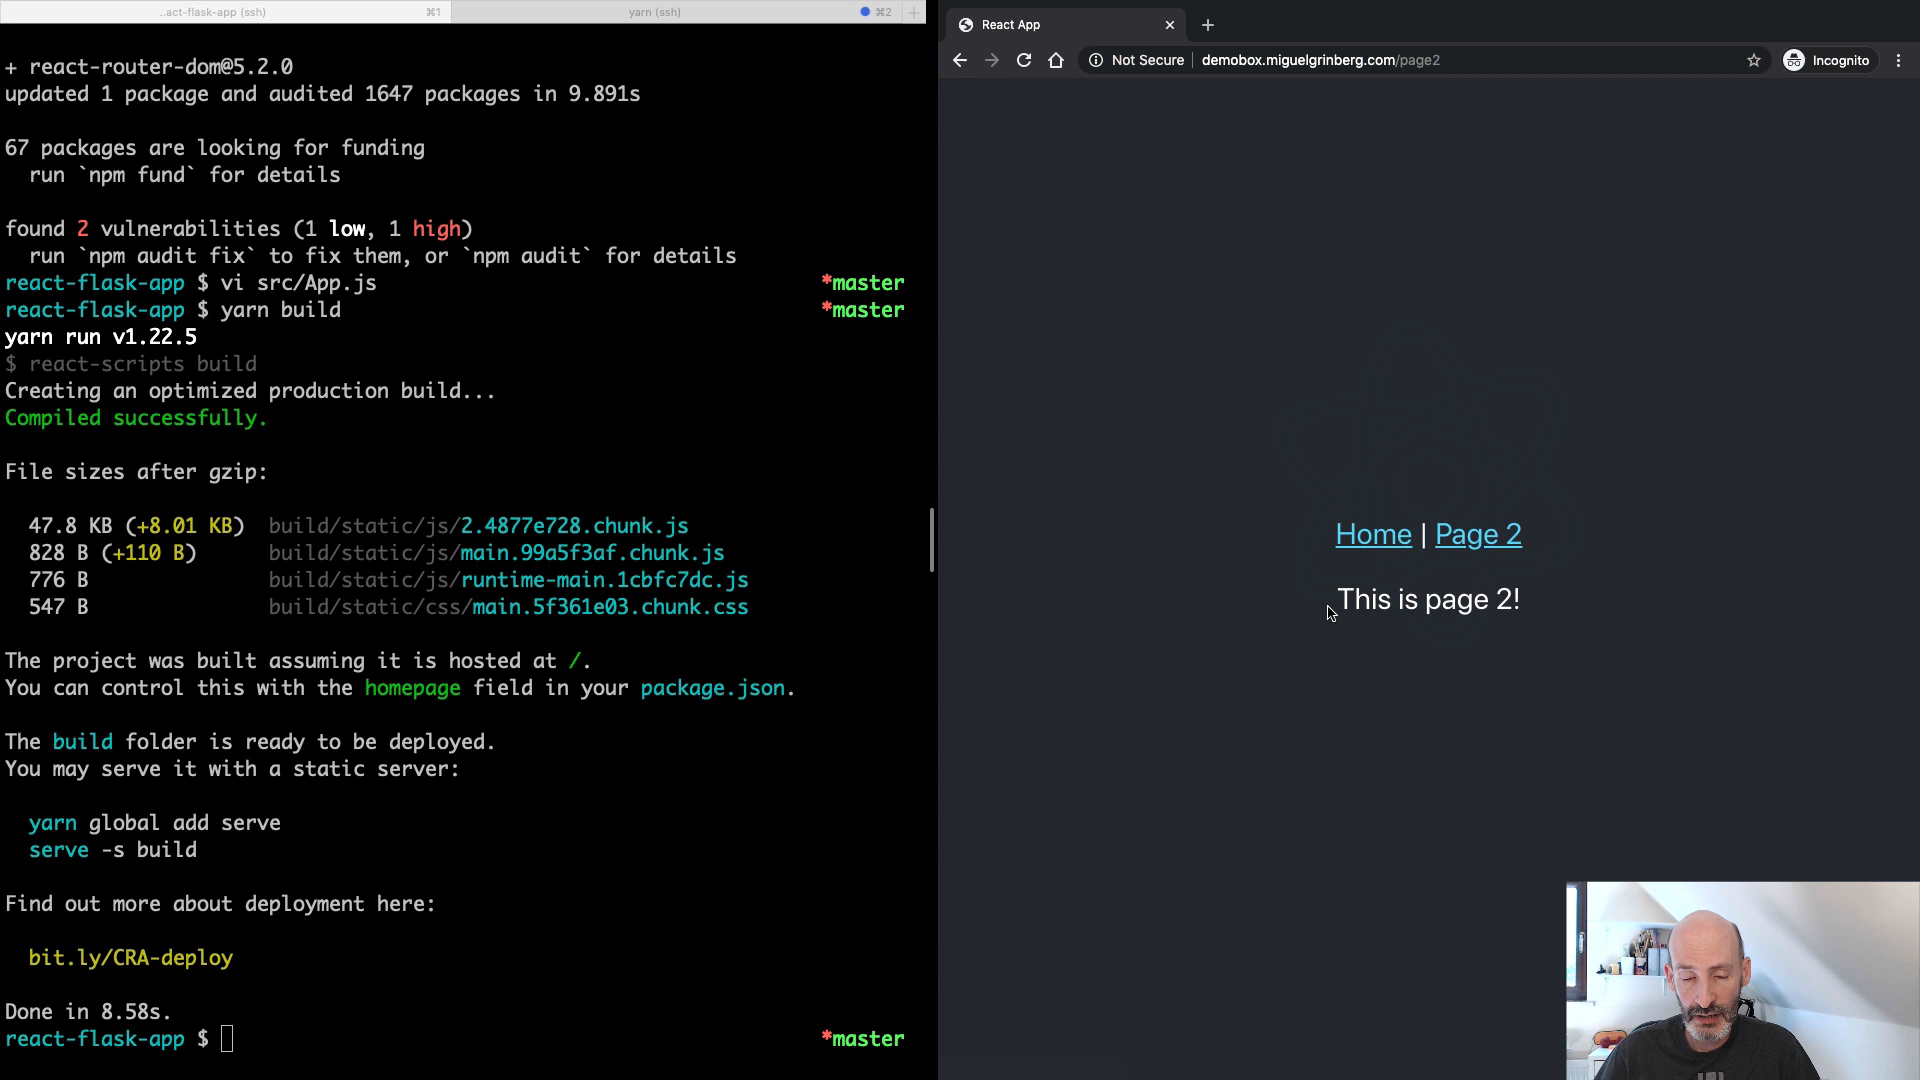 ..act-flask-app (ssh) ⌘1 yarn (ssh) ⌘2 +
+ react-router-dom@5.2.0
updated 1 package and audited 1647 packages in 9.891s
67 packages are looking for funding
run `npm fund` for details
found 2 vulnerabilities (1 low, 1 high)
run `npm audit fix` to fix them, or `npm audit` for details
react-flask-app $ vi src/App.js *master
react-flask-app $ yarn build *master
yarn run v1.22.5
$ react-scripts build
Creating an optimized production build...
Compiled successfully.
File sizes after gzip:
47.8 KB (+8.01 KB) build/static/js/2.4877e728.chunk.js
828 B (+110 B) build/static/js/main.99a5f3af.chunk.js
776 B build/static/js/runtime-main.1cbfc7dc.js
547 B build/static/css/main.5f361e03.chunk.css
The project was built assuming it is hosted at /.
You can control this with the homepage field in your package.json.
The build folder is ready to be deployed.
You may serve it with a static server:
yarn global add serve
serve -s build
Find out more about deployment here:
bit.ly/CRA-deploy
Done in 8.58s.
react-flask-app $ *master
React App
Not Secure demobox.miguelgrinberg.com/page2 Incognito
Home | Page 2
This is page 2!